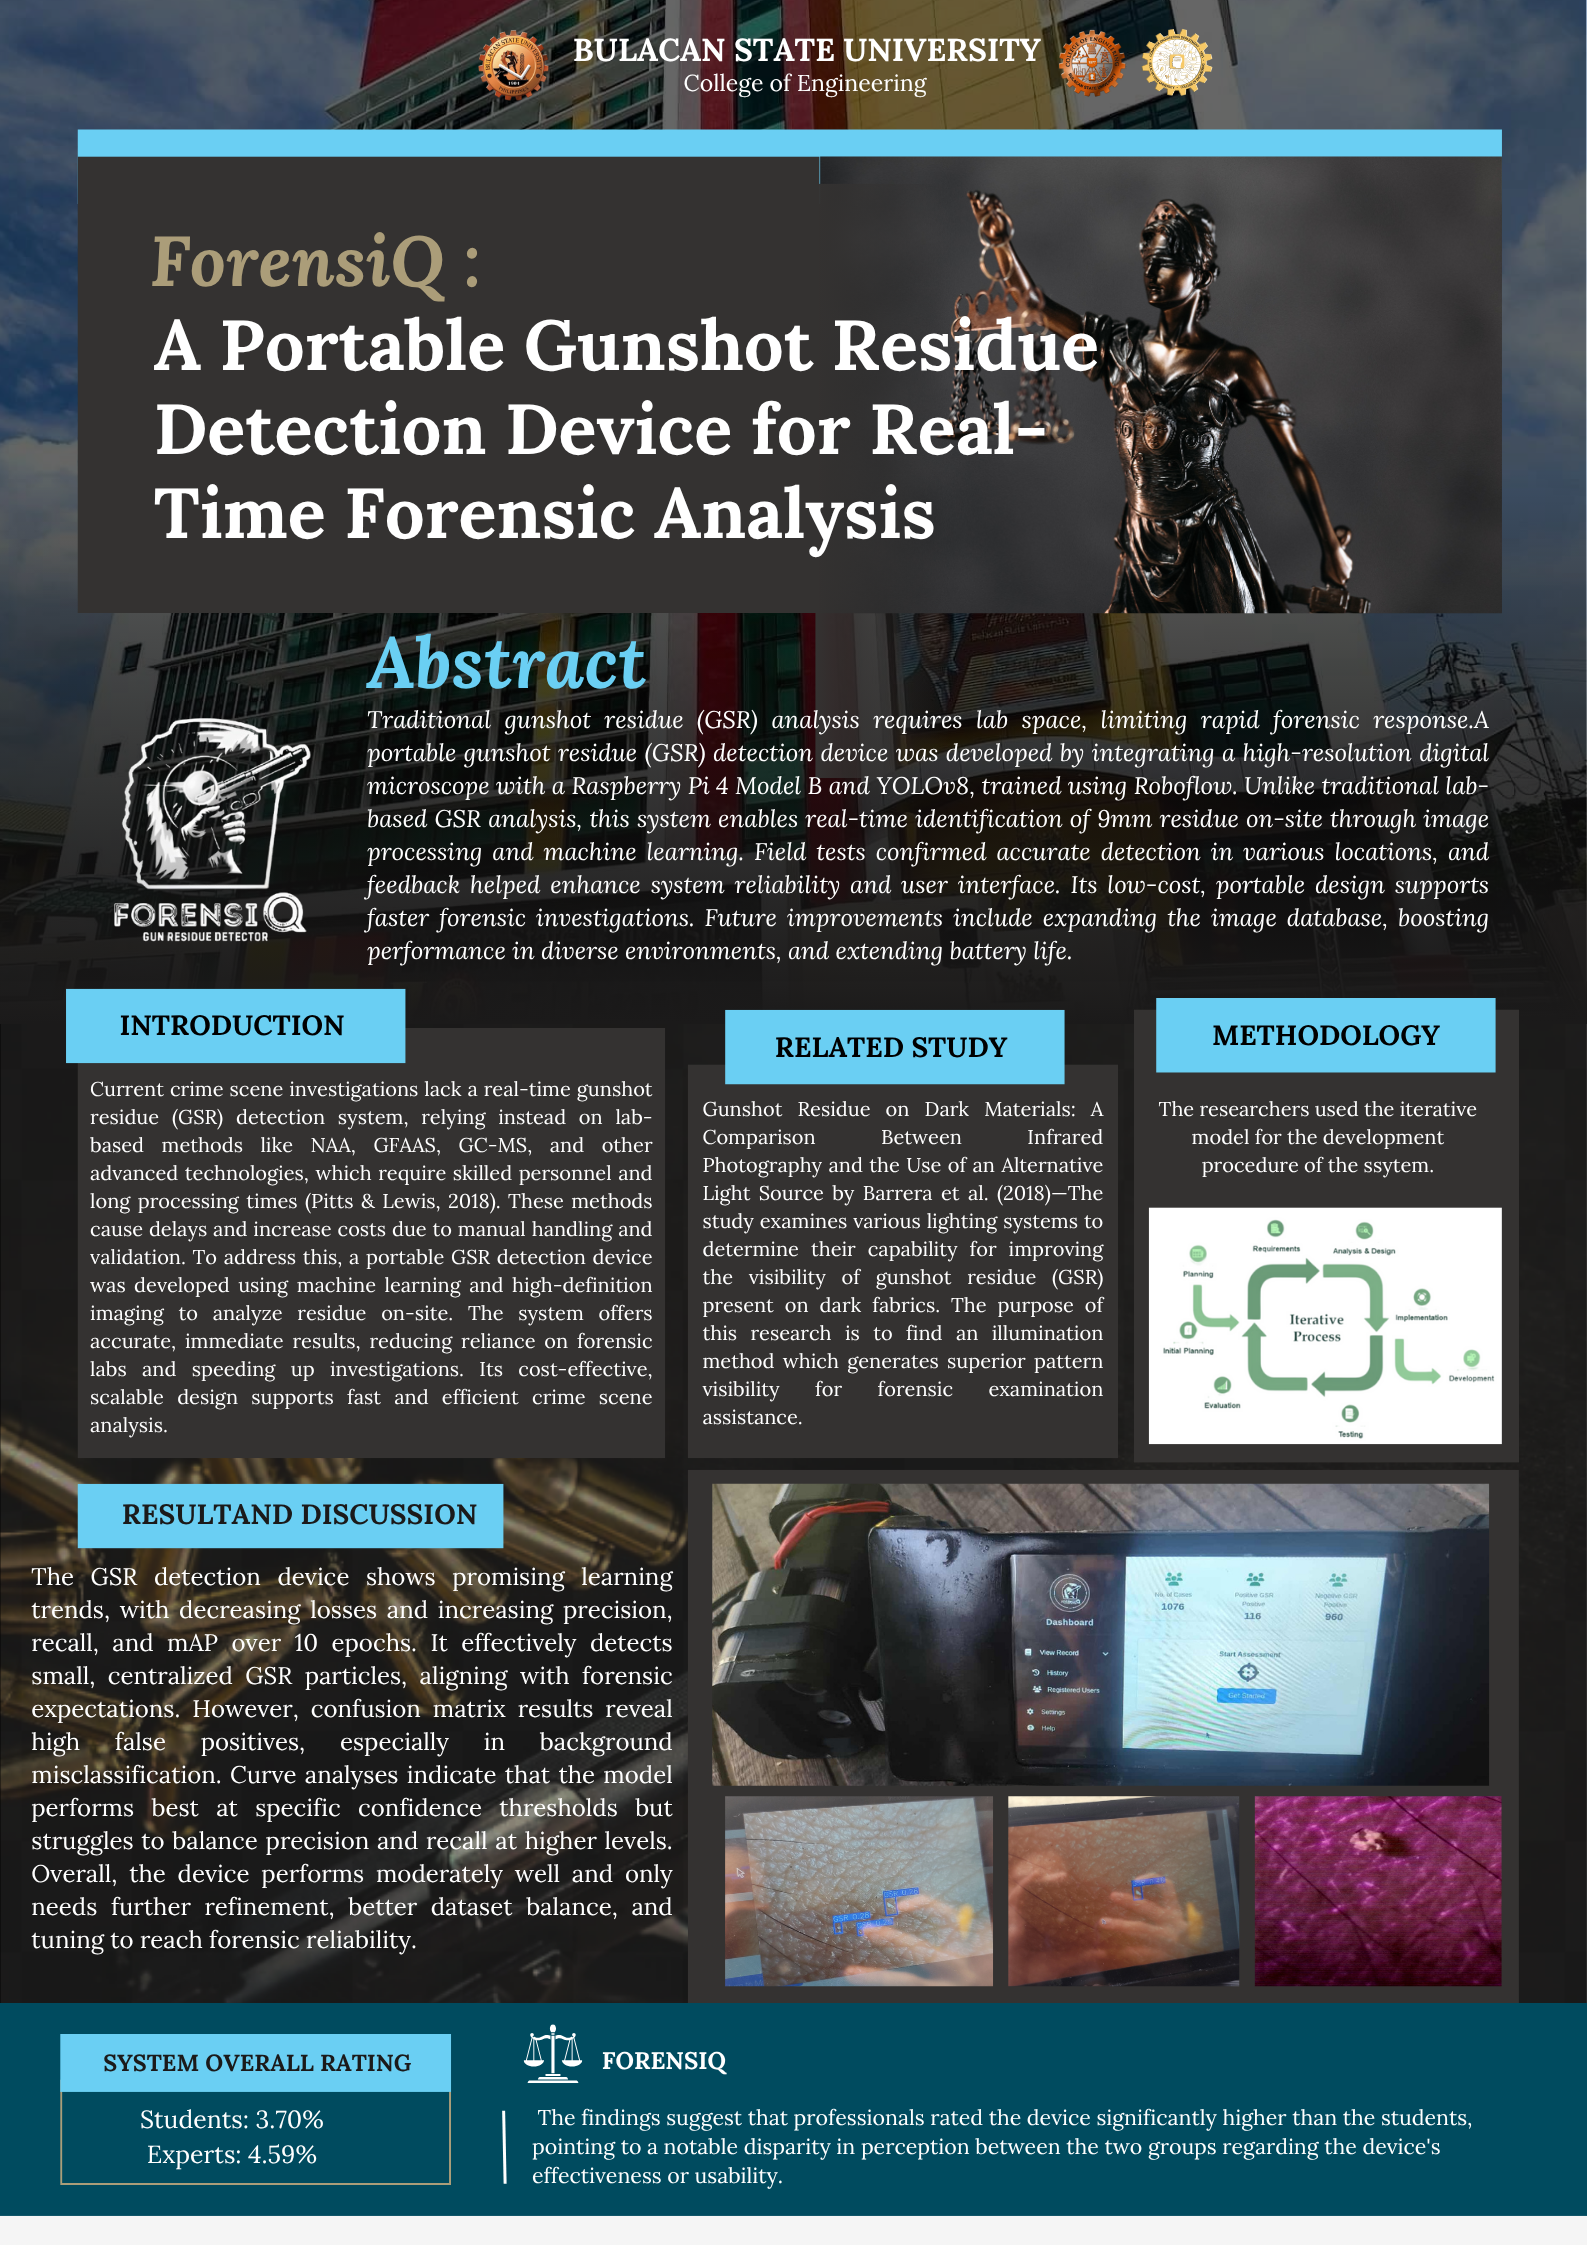 BULACAN STATE UNIVERSITY
College of Engineering
ForensiQ :
A Portable Gunshot Residue
Detection Device for Real-
Time Forensic Analysis
Abstract
Traditional gunshot residue (GSR) analysis requires lab space, limiting rapid forensic response.A
portable gunshot residue (GSR) detection device was developed by integrating a high-resolution digital
microscope with a Raspberry Pi 4 Model B and YOLOv8, trained using Roboflow. Unlike traditional lab-
based GSR analysis, this system enables real-time identification of 9mm residue on-site through image
processing and machine learning. Field tests confirmed accurate detection in various locations, and
feedback helped enhance system reliability and user interface. Its low-cost, portable design supports
faster forensic investigations. Future improvements include expanding the image database, boosting
performance in diverse environments, and extending battery life.
FORENSIQ
GUN RESIDUE DETECTOR
INTRODUCTION
Current crime scene investigations lack a real-time gunshot
residue (GSR) detection system, relying instead on lab-
based methods like NAA, GFAAS, GC-MS, and other
advanced technologies, which require skilled personnel and
long processing times (Pitts & Lewis, 2018). These methods
cause delays and increase costs due to manual handling and
validation. To address this, a portable GSR detection device
was developed using machine learning and high-definition
imaging to analyze residue on-site. The system offers
accurate, immediate results, reducing reliance on forensic
labs and speeding up investigations. Its cost-effective,
scalable design supports fast and efficient crime scene
analysis.
RELATED STUDY
Gunshot Residue on Dark Materials: A
Comparison Between Infrared
Photography and the Use of an Alternative
Light Source by Barrera et al. (2018)—The
study examines various lighting systems to
determine their capability for improving
the visibility of gunshot residue (GSR)
present on dark fabrics. The purpose of
this research is to find an illumination
method which generates superior pattern
visibility for forensic examination
assistance.
METHODOLOGY
The researchers used the iterative
model for the development
procedure of the ssytem.
Requirements
Analysis & Design
Planning
Implementation
Iterative
Process
Initial Planning
Development
Evaluation
Testing
RESULTAND DISCUSSION
The GSR detection device shows promising learning
trends, with decreasing losses and increasing precision,
recall, and mAP over 10 epochs. It effectively detects
small, centralized GSR particles, aligning with forensic
expectations. However, confusion matrix results reveal
high false positives, especially in background
misclassification. Curve analyses indicate that the model
performs best at specific confidence thresholds but
struggles to balance precision and recall at higher levels.
Overall, the device performs moderately well and only
needs further refinement, better dataset balance, and
tuning to reach forensic reliability.
Dashboard
View Record
History
Registered Users
Settings
Help
No. of Cases
1076
Positive GSR
Positive
116
Negative GSR
Positive
960
Start Assessment
Get Started
SYSTEM OVERALL RATING
Students: 3.70%
Experts: 4.59%
FORENSIQ
The findings suggest that professionals rated the device significantly higher than the students,
pointing to a notable disparity in perception between the two groups regarding the device's
effectiveness or usability.